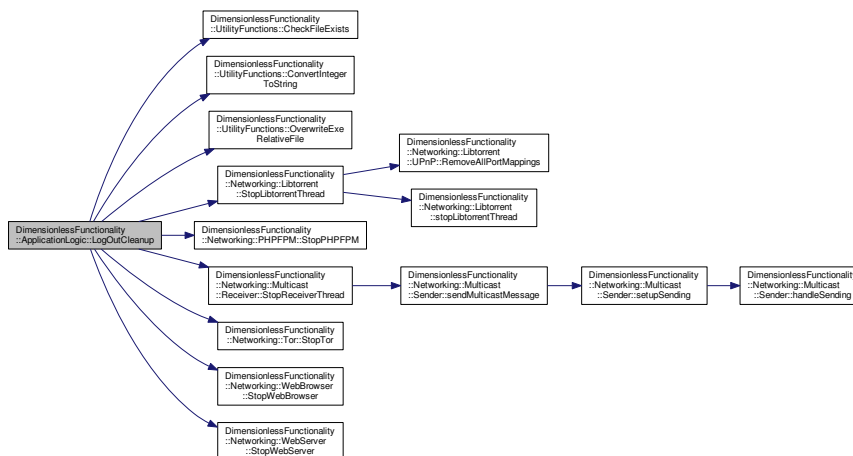 DimensionlessFunctionality
::UtilityFunctions::CheckFileExists
DimensionlessFunctionality
::UtilityFunctions::ConvertInteger
ToString
DimensionlessFunctionality
::UtilityFunctions::OverwriteExe
RelativeFile
DimensionlessFunctionality
::Networking::Libtorrent
::UPnP::RemoveAllPortMappings
DimensionlessFunctionality
::Networking::Libtorrent
::StopLibtorrentThread
DimensionlessFunctionality
::Networking::Libtorrent
::stopLibtorrentThread
DimensionlessFunctionality
::ApplicationLogic::LogOutCleanup
DimensionlessFunctionality
::Networking::PHPFPM::StopPHPFPM
DimensionlessFunctionality
::Networking::Multicast
::Receiver::StopReceiverThread
DimensionlessFunctionality
::Networking::Multicast
::Sender::sendMulticastMessage
DimensionlessFunctionality
::Networking::Multicast
::Sender::setupSending
DimensionlessFunctionality
::Networking::Multicast
::Sender::handleSending
DimensionlessFunctionality
::Networking::Tor::StopTor
DimensionlessFunctionality
::Networking::WebBrowser
::StopWebBrowser
DimensionlessFunctionality
::Networking::WebServer
::StopWebServer